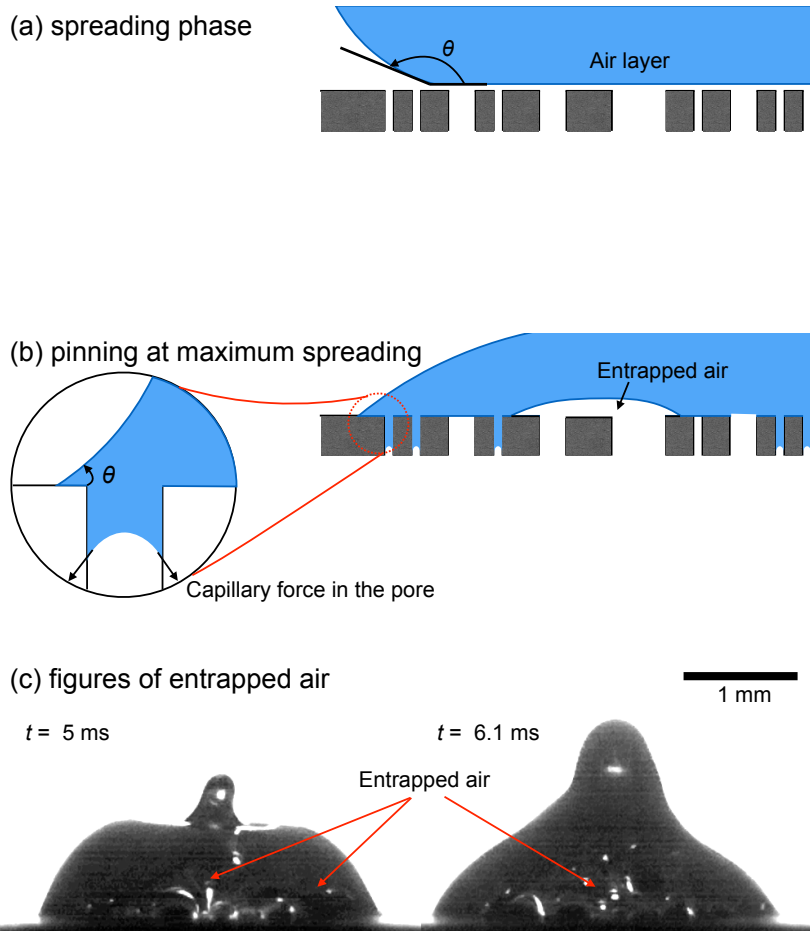 (a) spreading phase
θ
Air layer
(b) pinning at maximum spreading
Entrapped air
θ
Capillary force in the pore
(c) figures of entrapped air
1 mm
t = 5 ms
t = 6.1 ms
Entrapped air